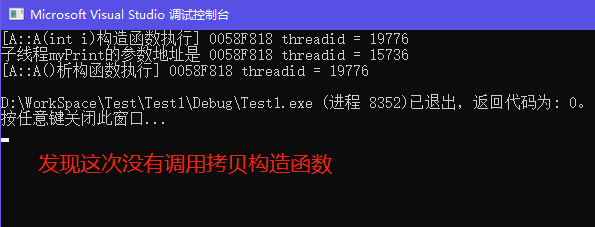 Microsoft Visual Studio 调试控制台
[A::A(int i)构造函数执行] 0058F818 threadid = 19776
子线程myPrint的参数地址是 0058F818 threadid = 15736
[A::A()析构函数执行] 0058F818 threadid = 19776
D:\WorkSpace\Test\Test1\Debug\Test1.exe (进程 8352)已退出，返回代码为: 0。
按任意键关闭此窗口...
发现这次没有调用拷贝构造函数